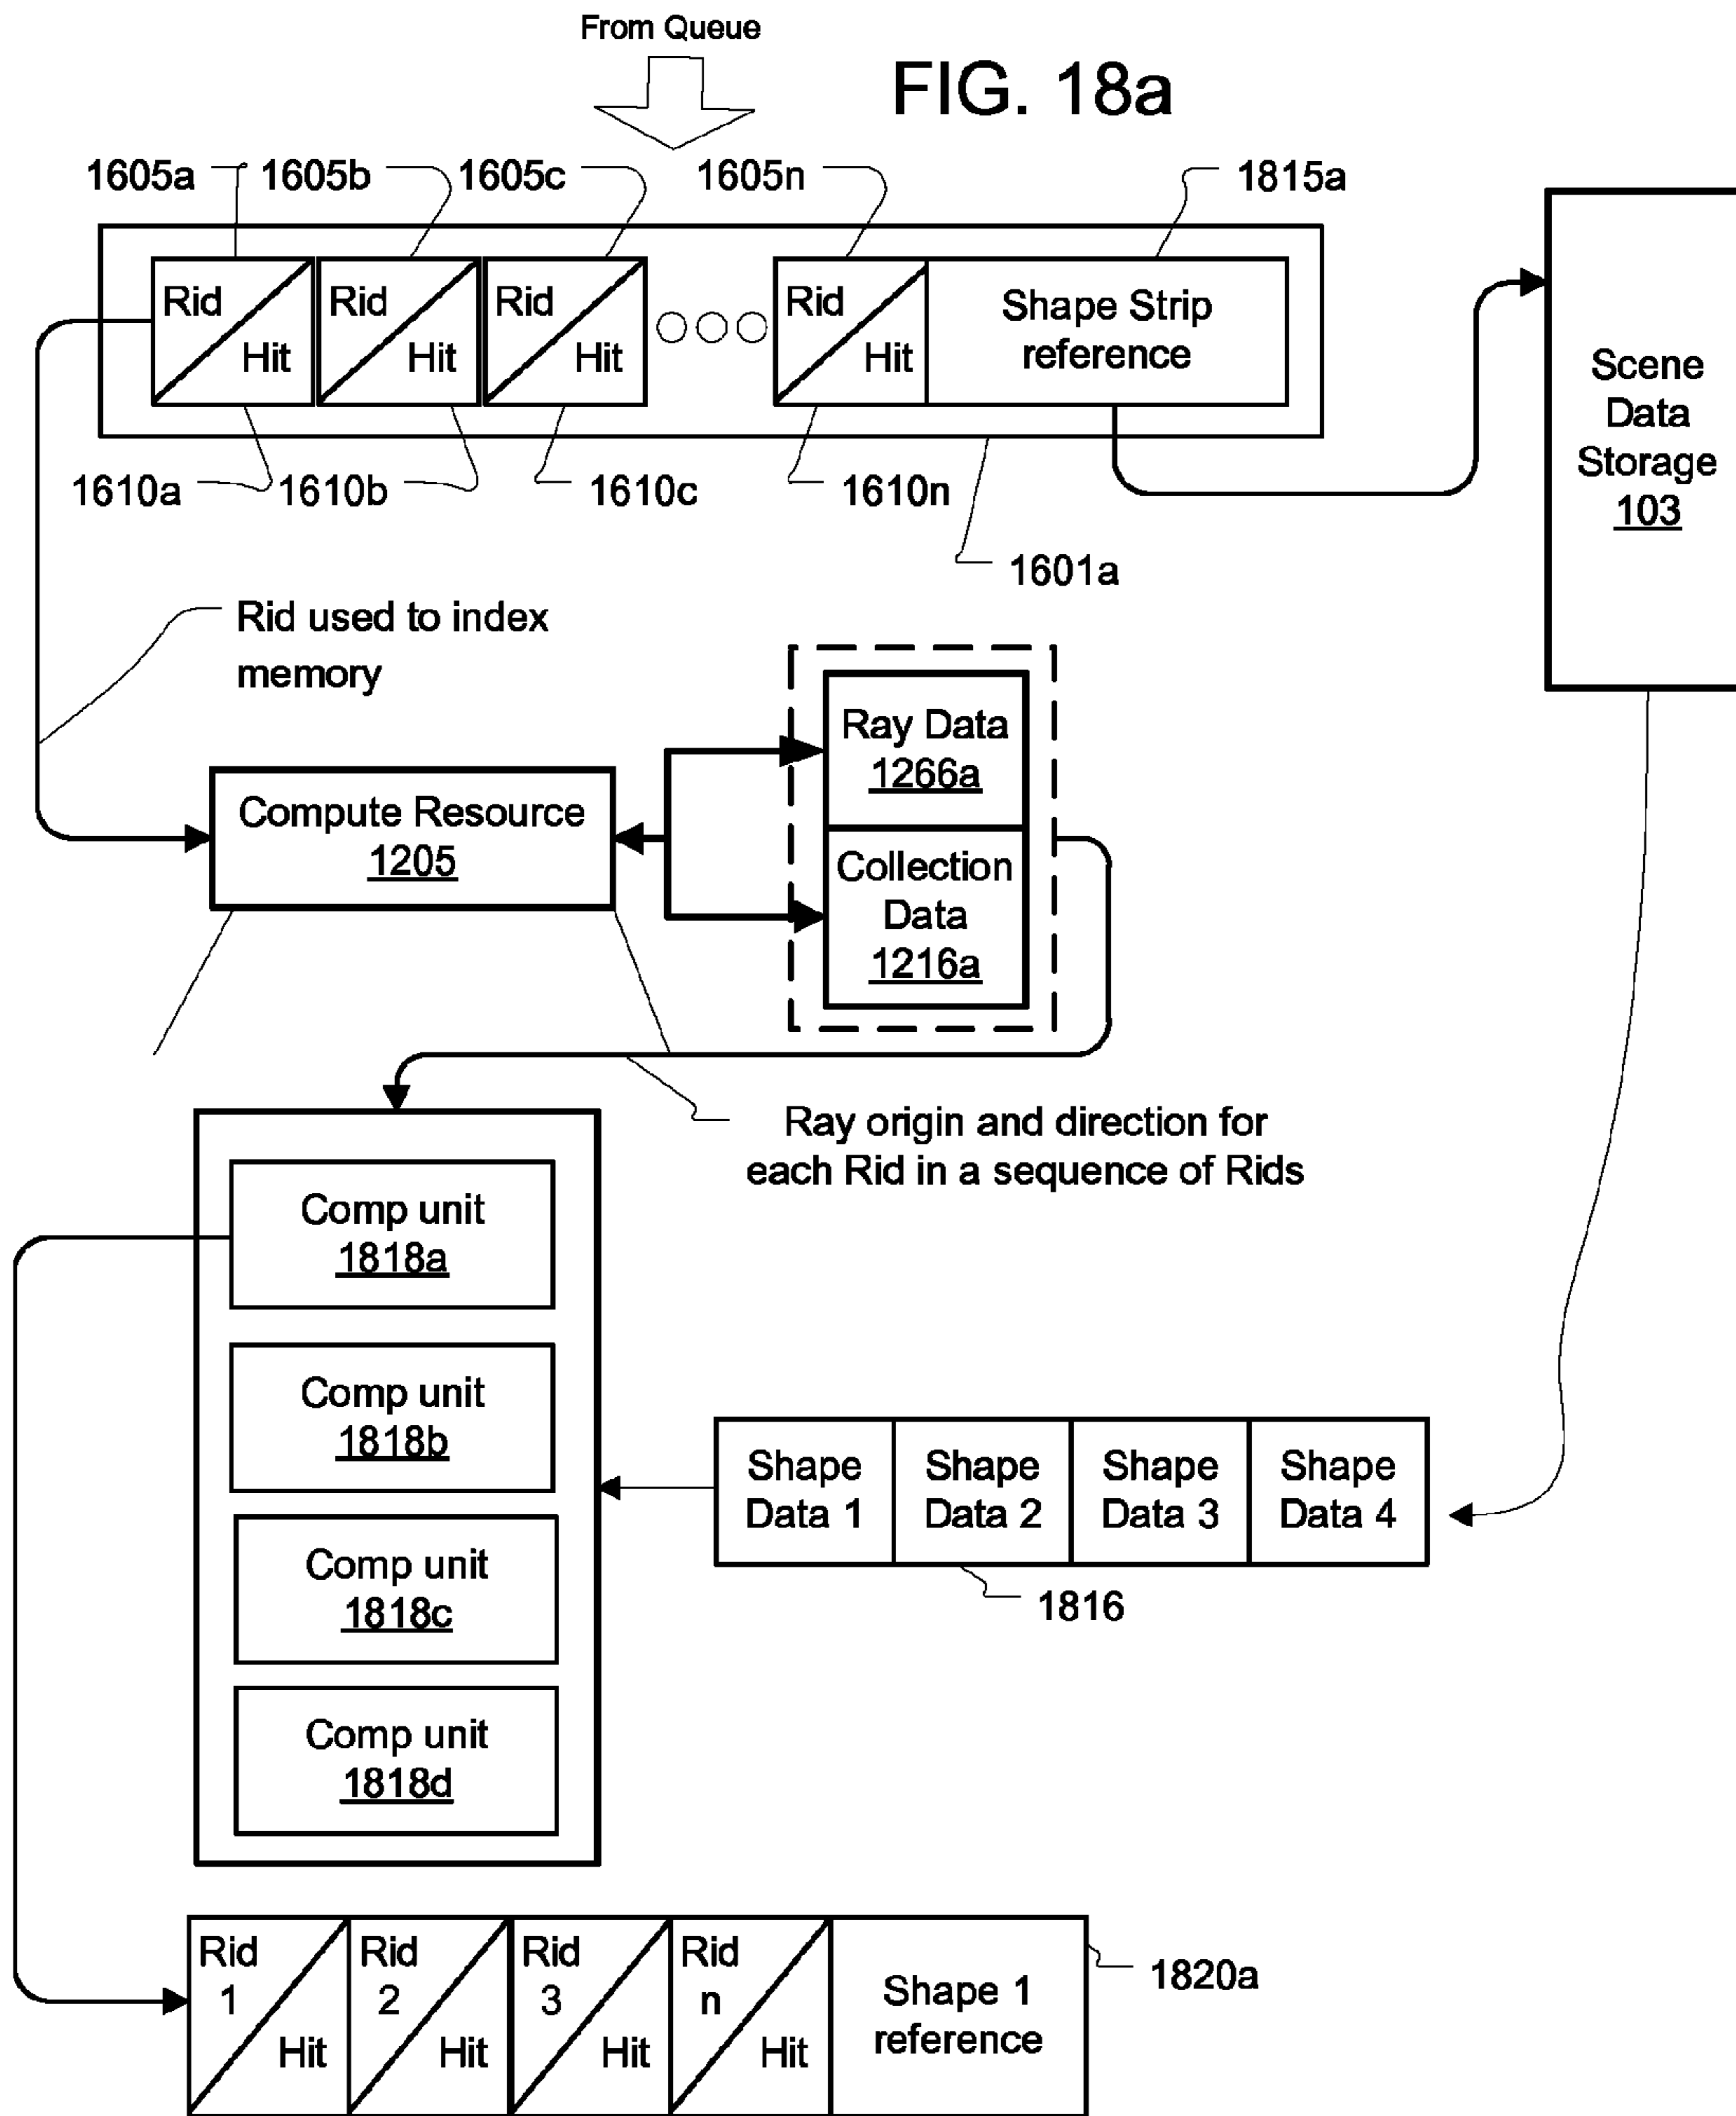 From Queue
FIG. 18a
1605a
1605b
1605c
1605n
1815a
Rid
Hit
Rid
Hit
Rid
Hit
Rid
Hit
Shape Strip
reference
Scene
Data
Storage
103
1610a
1610b
1610c
1610n
1601a
Rid used to index
memory
Ray Data
1266a
Compute Resource
1205
Collection
Data
1216a
Ray origin and direction for
each Rid in a sequence of Rids
Comp unit
1818a
Comp unit
1818b
Comp unit
1818c
Comp unit
1818d
Shape
Data 1
Shape
Data 2
Shape
Data 3
Shape
Data 4
1816
Rid
1
Hit
Rid
2
Hit
Rid
3
Hit
Rid
n
Hit
Shape 1
reference
1820a